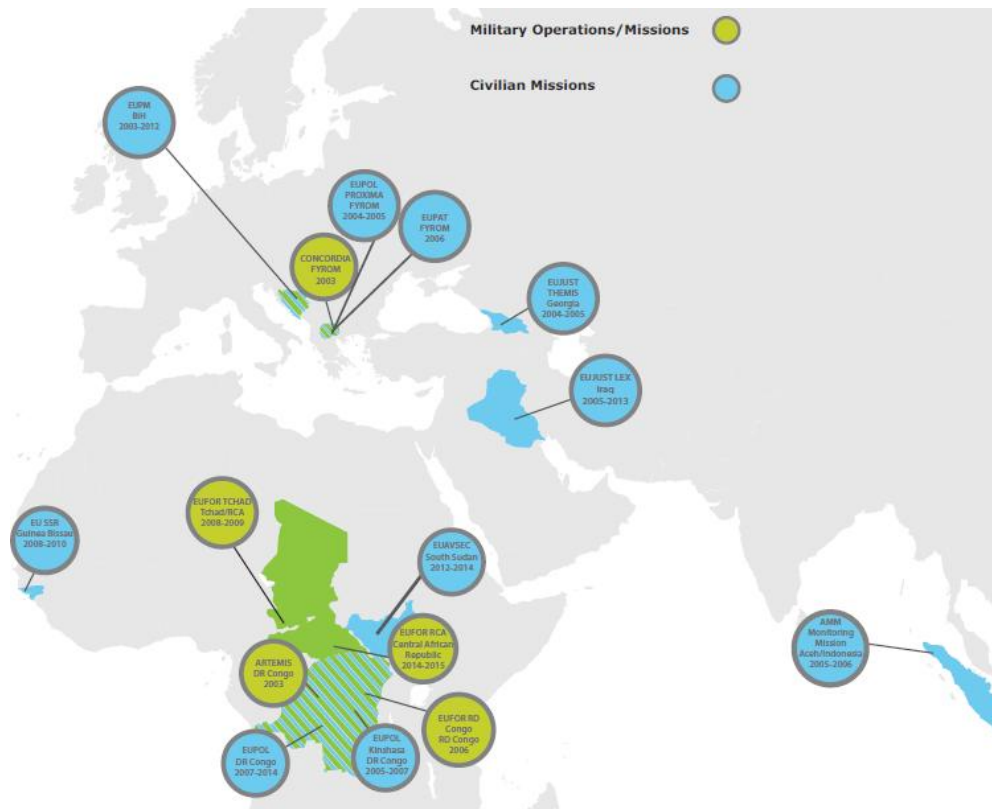 Military Operations/Missions
Civilian Missions
EUPM
BiH
2003-2012
EUPOL
PROXIMA
FYROM
2004-2005
EUPAT
FYROM
2006
CONCORDIA
FYROM
2003
EUJUST
THEMIS
Georgia
2004-2005
EUJUST LEX
Iraq
2005-2013
EUFOR TCHAD
Tchad/RCA
2008-2009
EU SSR
Guinea Bissau
2008-2010
EUAVSEC
South Sudan
2012-2014
EUFOR RCA
Central African
Republic
2014-2015
AMM
Monitoring
Mission
Aceh/Indonesia
2005-2006
ARTEMIS
DR Congo
2003
EUFOR RD
Congo
RD Congo
2006
EUPOL
DR Congo
2007-2014
EUPOL
Kinshasa
DR Congo
2005-2007